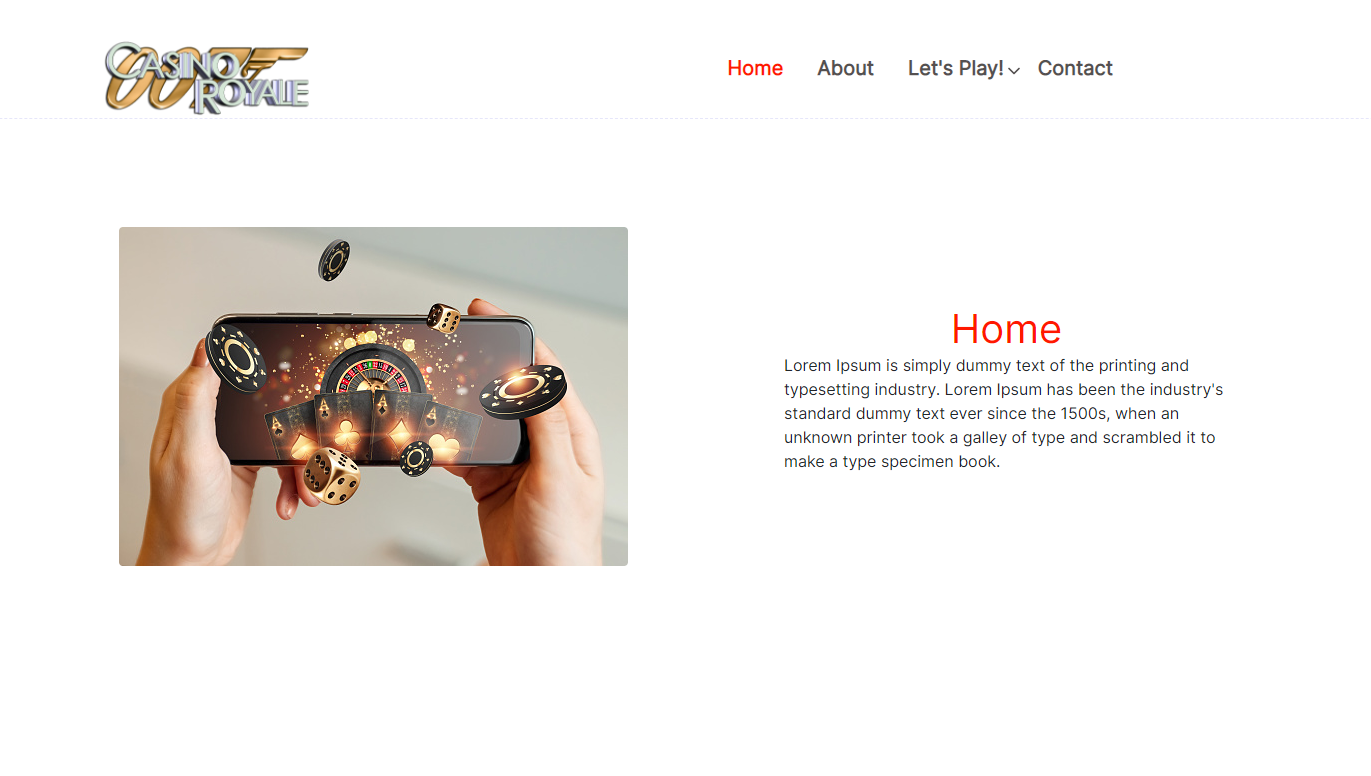 CASINO ROYALE 007
Home
About
Let's Play!
Contact
A
A
A
A
Home
Lorem Ipsum is simply dummy text of the printing and
typesetting industry. Lorem Ipsum has been the industry's
standard dummy text ever since the 1500s, when an
unknown printer took a galley of type and scrambled it to
make a type specimen book.